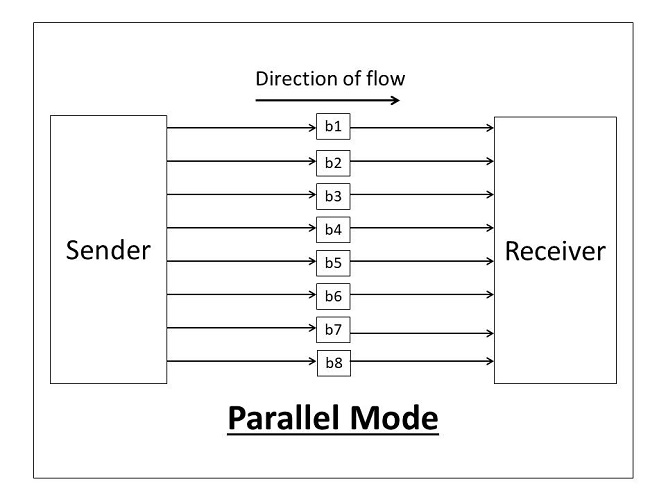 Direction of flow
b1
b2
b3
b4
Sender
Receiver
b5
b6
b7
b8
Parallel Mode